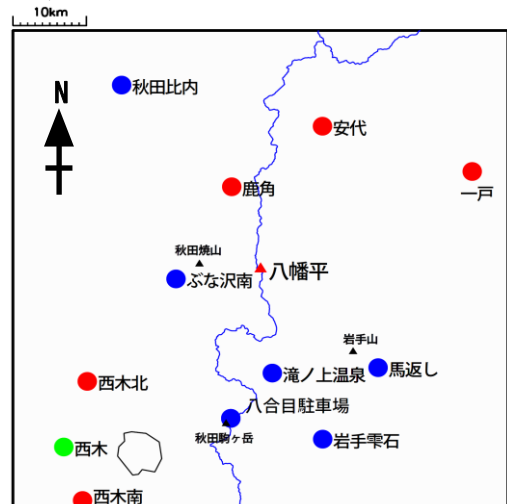 10km
秋田比内
N
安代
鹿角
一戸
秋田焼山
八幡平
ぶな沢南
岩手山
滝ノ上温泉
馬返し
西木北
八合目駐車場
秋田駒ヶ岳
岩手雫石
西木
西木南